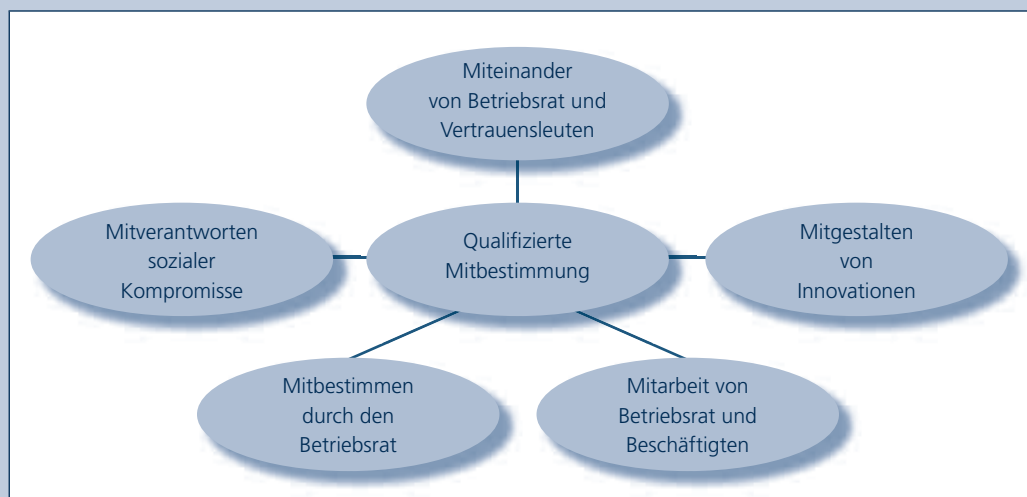 Miteinander
von Betriebsrat und
Vertrauensleuten
Mitverantworten
sozialer
Kompromisse
Qualifizierte
Mitbestimmung
Mitgestalten
von
Innovationen
Mitbestimmen
durch den
Betriebsrat
Mitarbeit von
Betriebsrat und
Beschäftigten